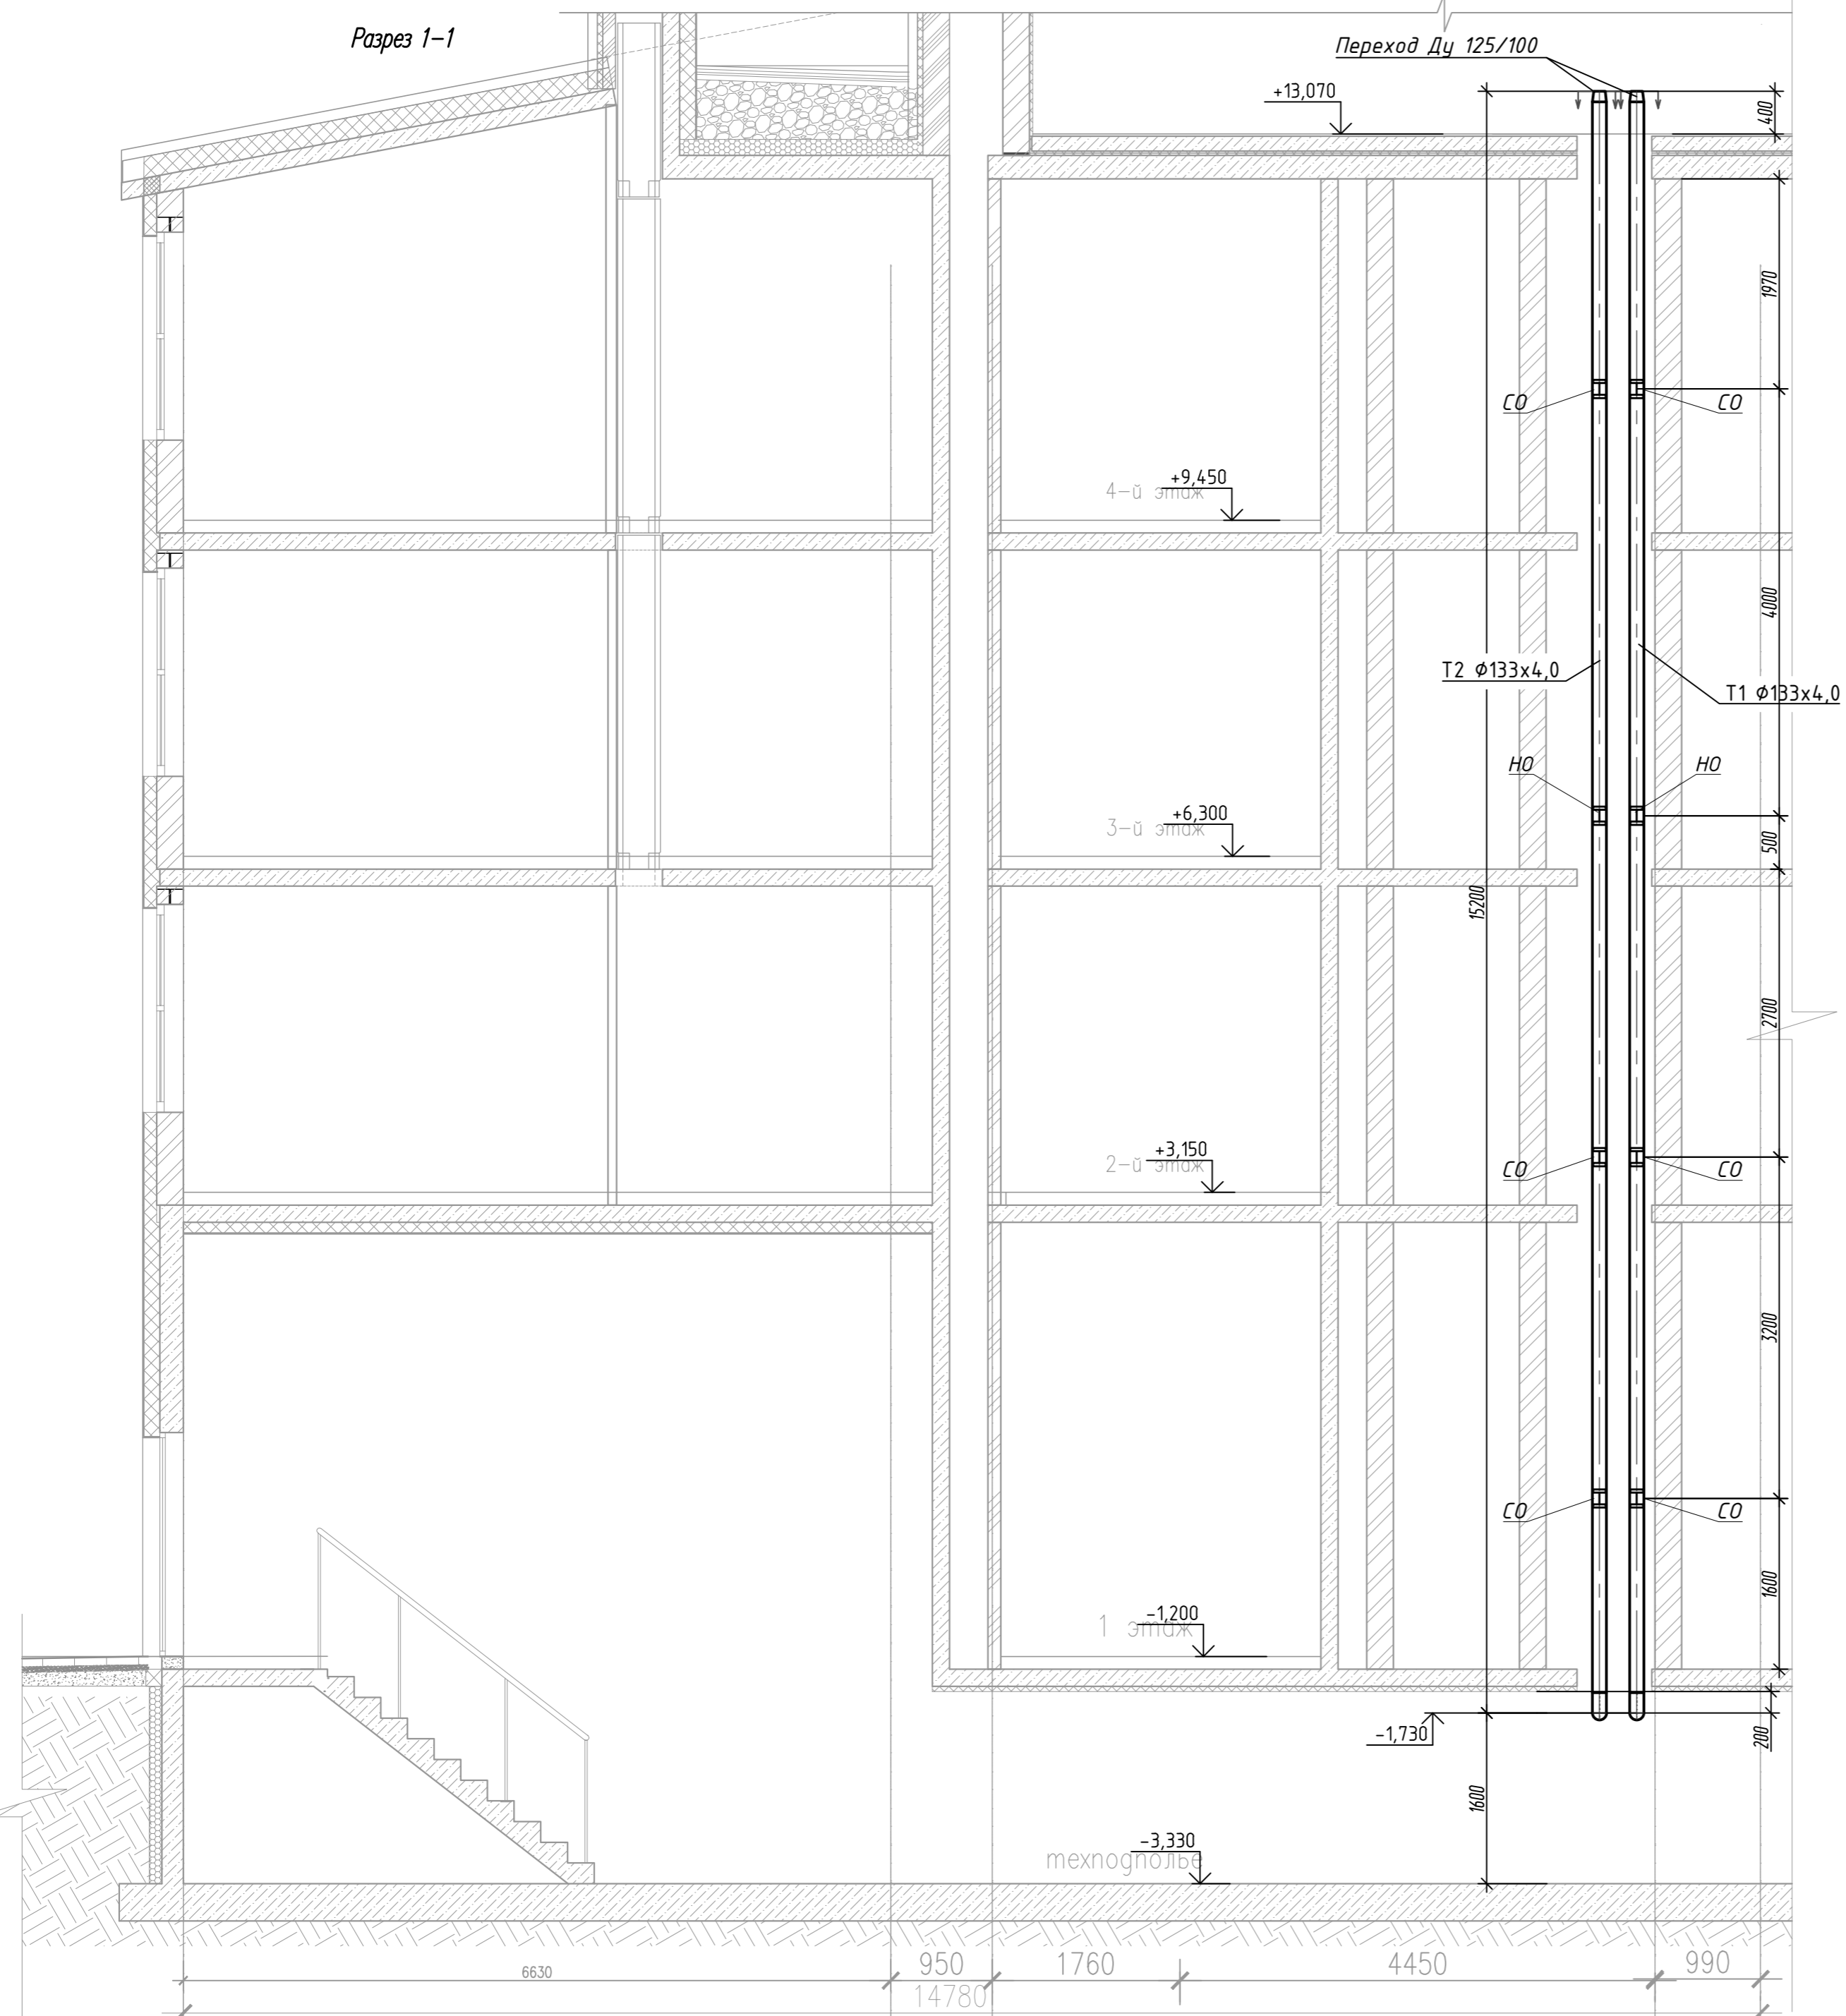 Разрез 1-1
Переход Ду 125/100
+13,070
400
1970
СО
СО
+9,450
4-й этаж
4000
Т2 Ф133х4,0
Т1 Ф133х4,0
НО
НО
+6,300
3-й этаж
500
15200
2700
+3,150
2-й этаж
СО
СО
3200
СО
СО
1600
-1,200
1 этаж
-1,730
200
1600
-3,330
техподполье
6630
950
1760
4450
990
14780